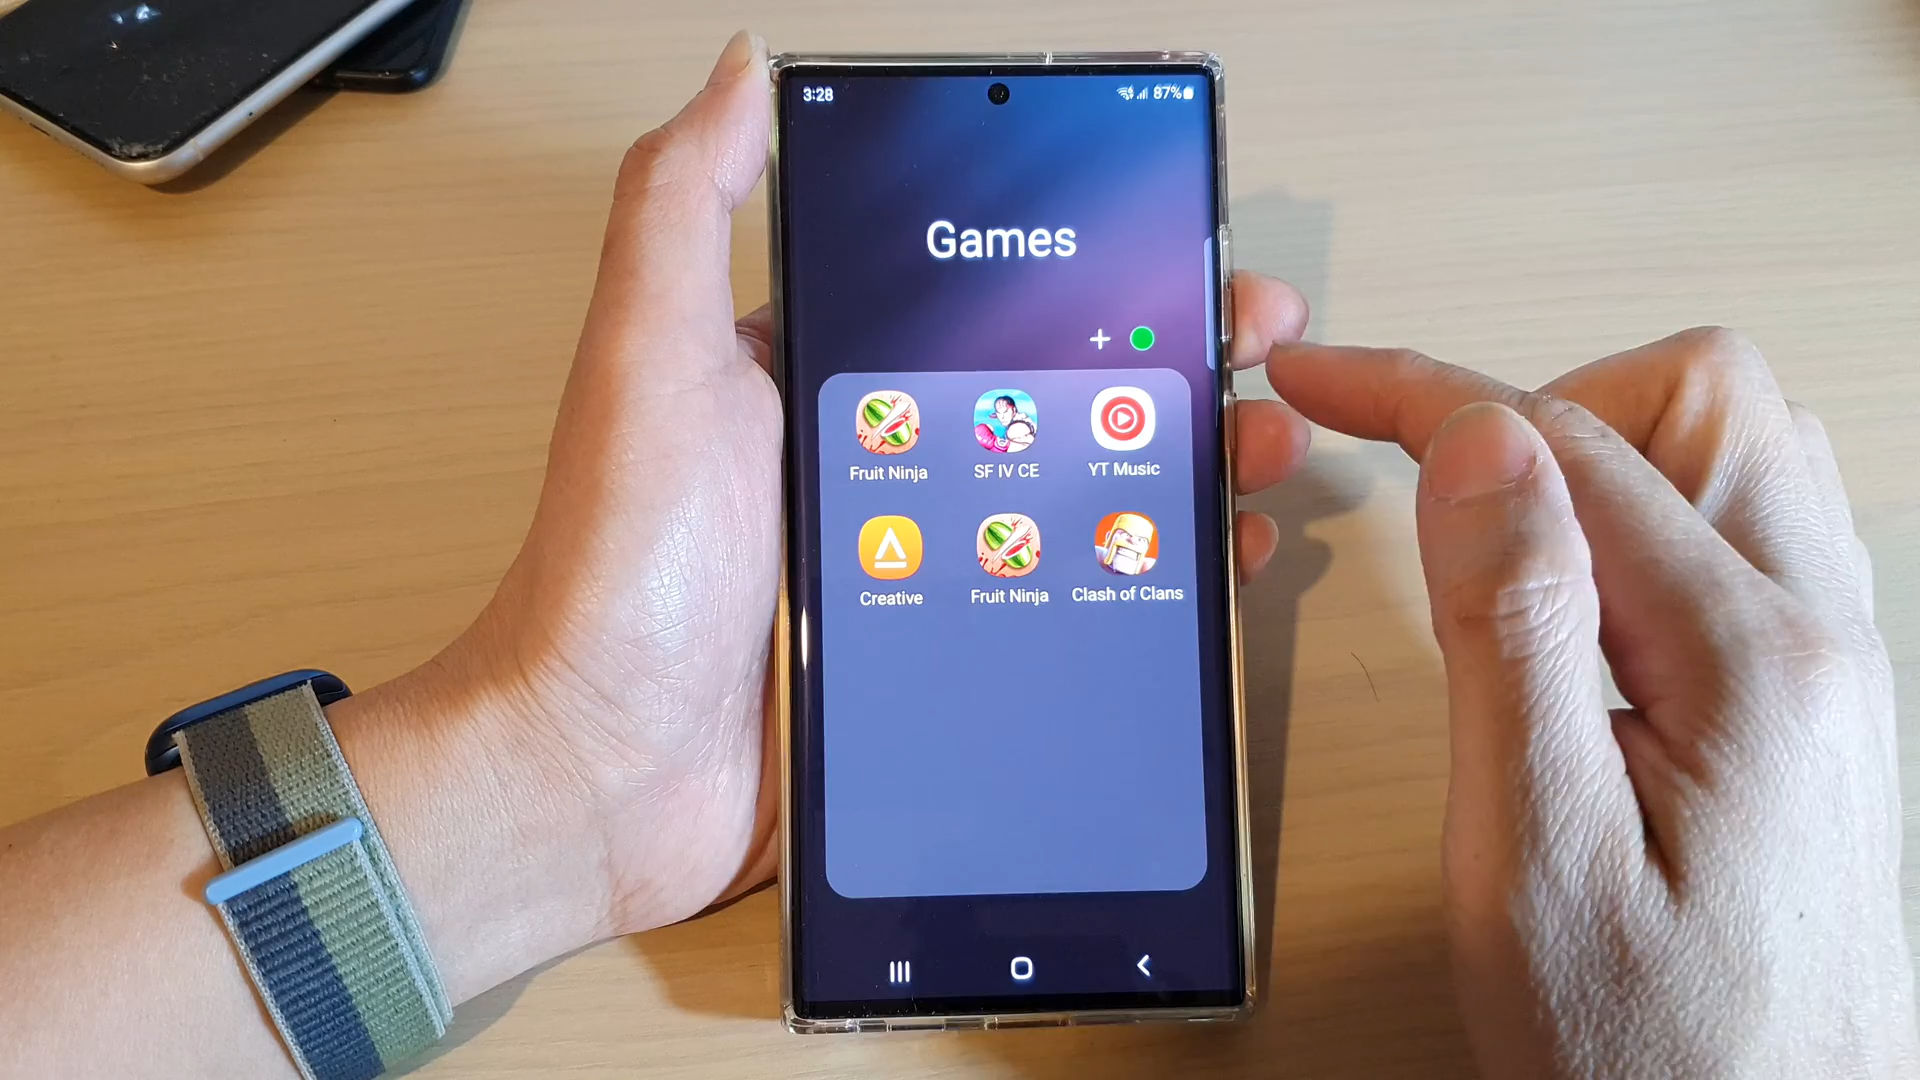 3:28 87%
Games
+
Fruit Ninja SF IV CE YT Music
Creative Fruit Ninja Clash of Clans